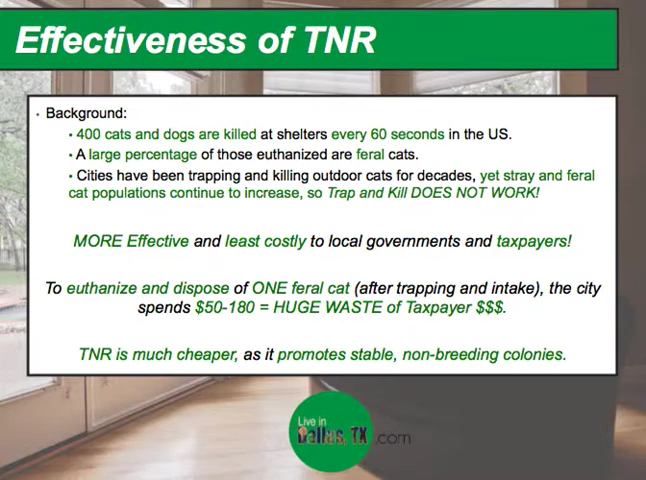 Effectiveness of TNR
• Background:
• 400 cats and dogs are killed at shelters every 60 seconds in the US.
• A large percentage of those euthanized are feral cats.
• Cities have been trapping and killing outdoor cats for decades, yet stray and feral
cat populations continue to increase, so Trap and Kill DOES NOT WORK!
MORE Effective and least costly to local governments and taxpayers!
To euthanize and dispose of ONE feral cat (after trapping and intake), the city
spends $50-180 = HUGE WASTE of Taxpayer $$$.
TNR is much cheaper, as it promotes stable, non-breeding colonies.
Live in
Dallas, TX .com